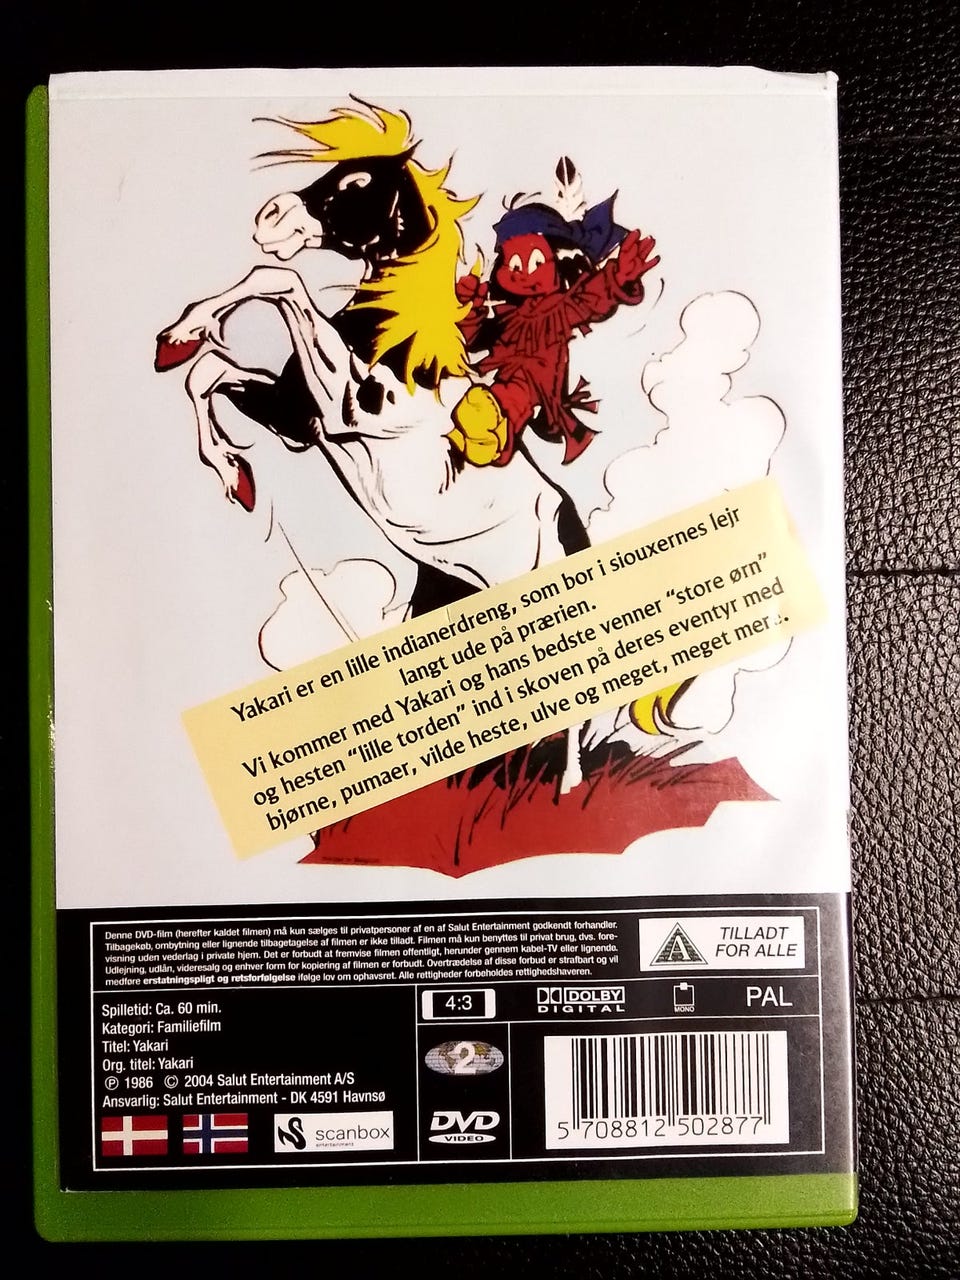 Yakari er en lille indianerdreng, som bor i siouxernes lejr
langt ude på prærien.
Vi kommer med Yakari og hans bedste venner "store ørn"
og hesten "lille torden" ind i skoven på deres eventyr med
bjørne, pumaer, vilde heste, ulve og meget, meget mere.
Denne DVD-film (herefter kaldet filmen) må kun sælges til privatpersoner af en af Salut Entertainment godkendt forhandler.
Tilbagekøb, ombytning eller lignende tilbagetagelse af filmen er ikke tilladt. Filmen må kun benyttes til privat brug, dvs. fore-
visning uden vederlag i private hjem. Det er forbudt at fremvise filmen offentligt, herunder gennem kabel-TV eller lignende.
Udlejning, udlån, videresalg og enhver form for kopiering af filmen er forbudt. Overtrædelse af disse forbud er strafbart og vil
medføre erstatningspligt og retsforfølgelse ifølge lov om ophavsret. Alle rettigheder forbeholdes rettighedshaveren.
A
TILLADT
FOR ALLE
Spilletid: Ca. 60 min.
Kategori: Familiefilm
Titel: Yakari
Org. titel: Yakari
℗ 1986 © 2004 Salut Entertainment A/S
Ansvarlig: Salut Entertainment - DK 4591 Havnsø
scanbox
entertainment
4:3
DOLBY
DIGITAL
MONO
PAL
2
DVD
VIDEO
5 708812 502877